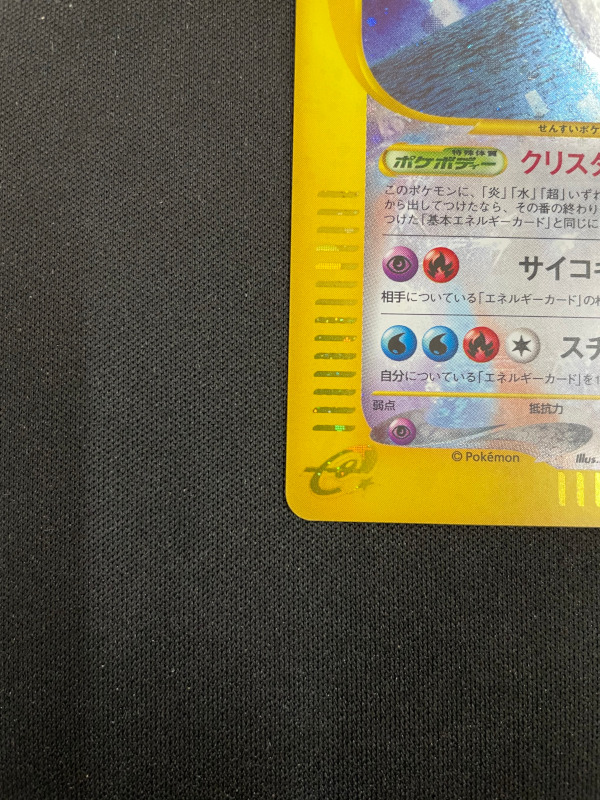 せんすいポケ
特殊体質
ポケボディー
クリスタ
このポケモンに、「炎」「水」「超」いずれ
から出してつけたなら、その番の終わり
つけた「基本エネルギーカード」と同じに
サイコキ
相手についている「エネルギーカード」の
スチ
自分についている「エネルギーカード」を1
弱点
抵抗力
© Pokémon
Illus.
e